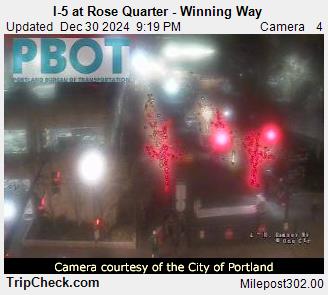 I-5 at Rose Quarter - Winning Way
Updated Dec 30 2024 9:19 PM Camera 4
PBOT
PORTLAND BUREAU OF TRANSPORTATION
Camera courtesy of the City of Portland
TripCheck.com Milepost302.00